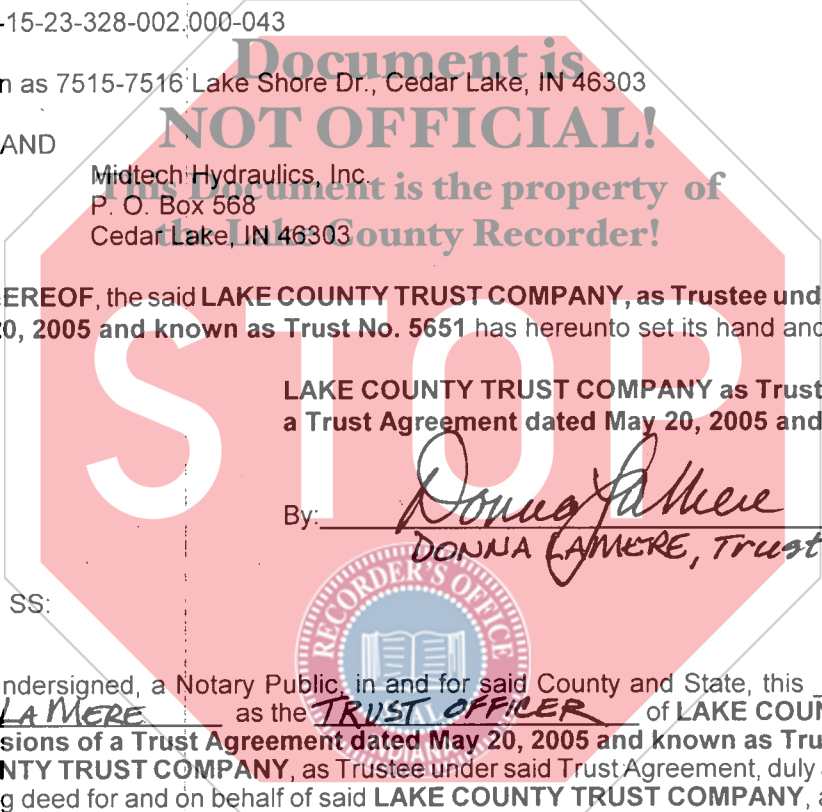 -15-23-328-002.000-043
Document is
n as 7515-7516 Lake Shore Dr., Cedar Lake, IN 46303
NOT OFFICIAL!
AND
Midtech Hydraulics, Inc.
This Document is the property of
P. O. Box 568
the Lake County Recorder!
Cedar Lake, IN 46303
EREOF, the said LAKE COUNTY TRUST COMPANY, as Trustee und
20, 2005 and known as Trust No. 5651 has hereunto set its hand and
STOP
LAKE COUNTY TRUST COMPANY as Trust
a Trust Agreement dated May 20, 2005 and
By: Donna LaMere
DONNA LAMERE, Trust
RECORDER'S OFFICE
SS:
ndersigned, a Notary Public, in and for said County and State, this
LA MERE as the TRUST OFFICER of LAKE COUN
SEAL
sions of a Trust Agreement dated May 20, 2005 and known as Tru
INDIANA
NTY TRUST COMPANY, as Trustee under said Trust Agreement, duly a
g deed for and on behalf of said LAKE COUNTY TRUST COMPANY, a